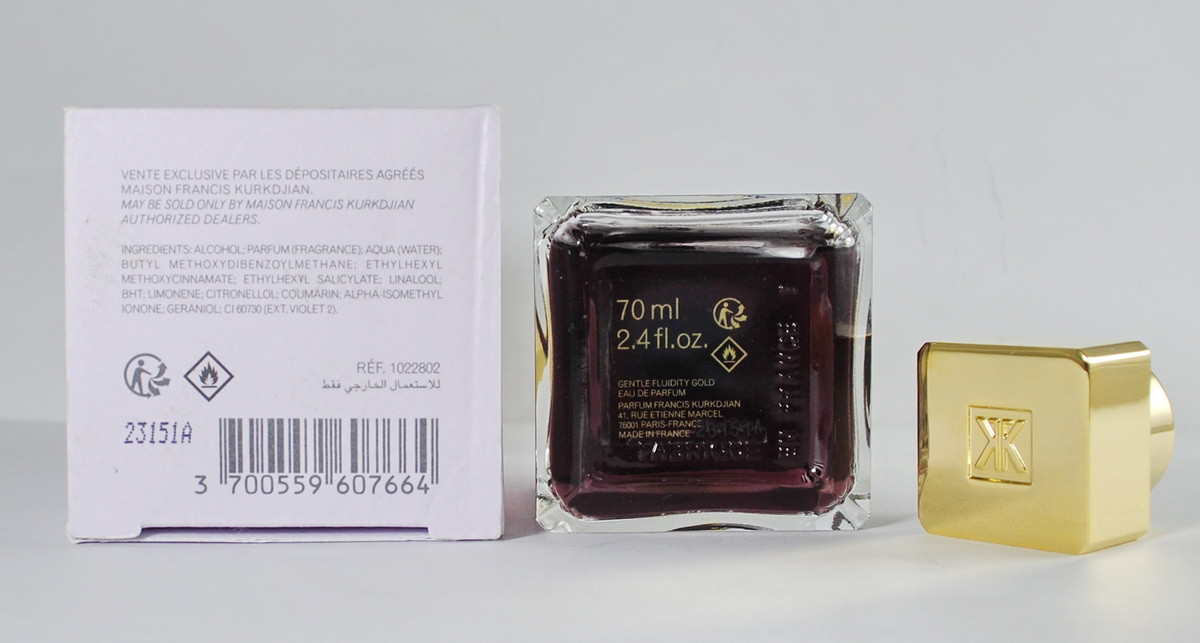 VENTE EXCLUSIVE PAR LES DÉPOSITAIRES AGRÉÉS
MAISON FRANCIS KURKDJIAN.
MAY BE SOLD ONLY BY MAISON FRANCIS KURKDJIAN
AUTHORIZED DEALERS.
INGREDIENTS: ALCOHOL; PARFUM (FRAGRANCE); AQUA (WATER);
BUTYL METHOXYDIBENZOYLMETHANE; ETHYLHEXYL
METHOXYCINNAMATE; ETHYLHEXYL SALICYLATE; LINALOOL;
BHT; LIMONENE; CITRONELLOL; COUMARIN; ALPHA-ISOMETHYL
IONONE; GERANIOL; CI 60730 (EXT. VIOLET 2).
RÉF. 1022802
للاستعمال الخارجي فقط
23151A
3 700559 607664
70 ml
2.4 fl.oz.
GENTLE FLUIDITY GOLD
EAU DE PARFUM
PARFUM FRANCIS KURKDJIAN
41, RUE ETIENNE MARCEL
75001 PARIS-FRANCE
MADE IN FRANCE
FABRIQUE
EN FRANCE